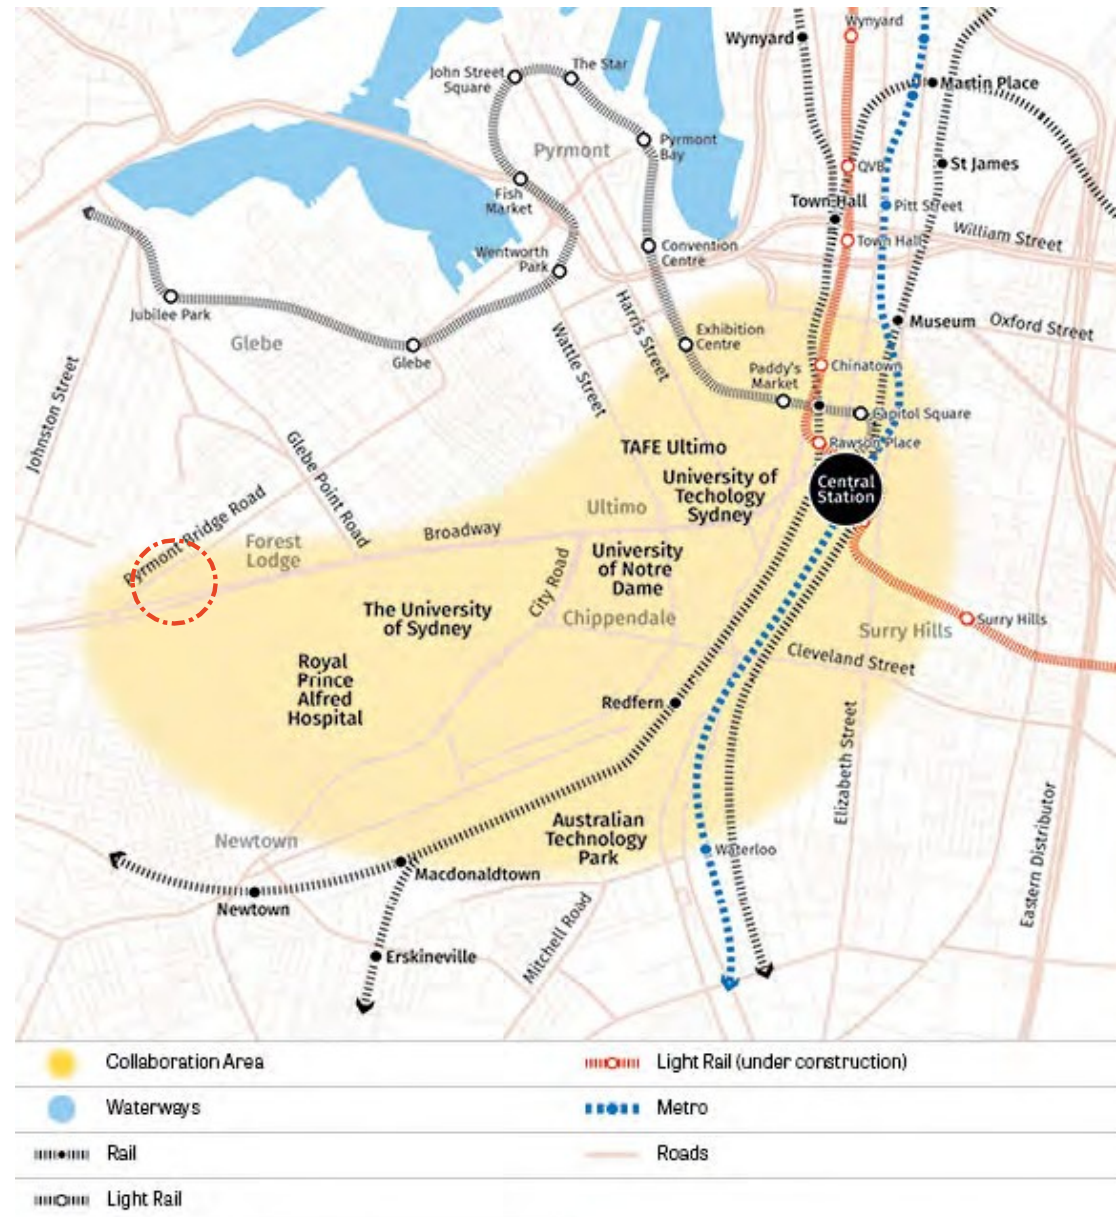 Wynyard
Wynyard
John Street
Square
The Star
Martin Place
Pyrmont
Pyrmont
Bay
QVB
St James
Fish
Market
Town Hall
Pitt Street
William Street
Town Hall
Wentworth
Park
Convention
Centre
Jubilee Park
Glebe
Glebe
Harris Street
Wattle Street
Museum
Oxford Street
Exhibition
Centre
Johnston Street
Paddy's
Market
Chinatown
Capitol Square
Glebe Point Road
TAFE Ultimo
Rawson Place
University of
Techology
Sydney
Central
Station
Pyrmont Bridge Road
Ultimo
Broadway
Forest
Lodge
University
of Notre
Dame
City Road
The University
of Sydney
Chippendale
Surry Hills
Surry Hills
Cleveland Street
Royal
Prince
Alfred
Hospital
Redfern
Elizabeth Street
Australian
Technology
Park
Newtown
Waterloo
Macdonaldtown
Eastern Distributor
Newtown
Mitchell Road
Erskineville
Collaboration Area
Light Rail (under construction)
Waterways
Metro
Rail
Roads
Light Rail